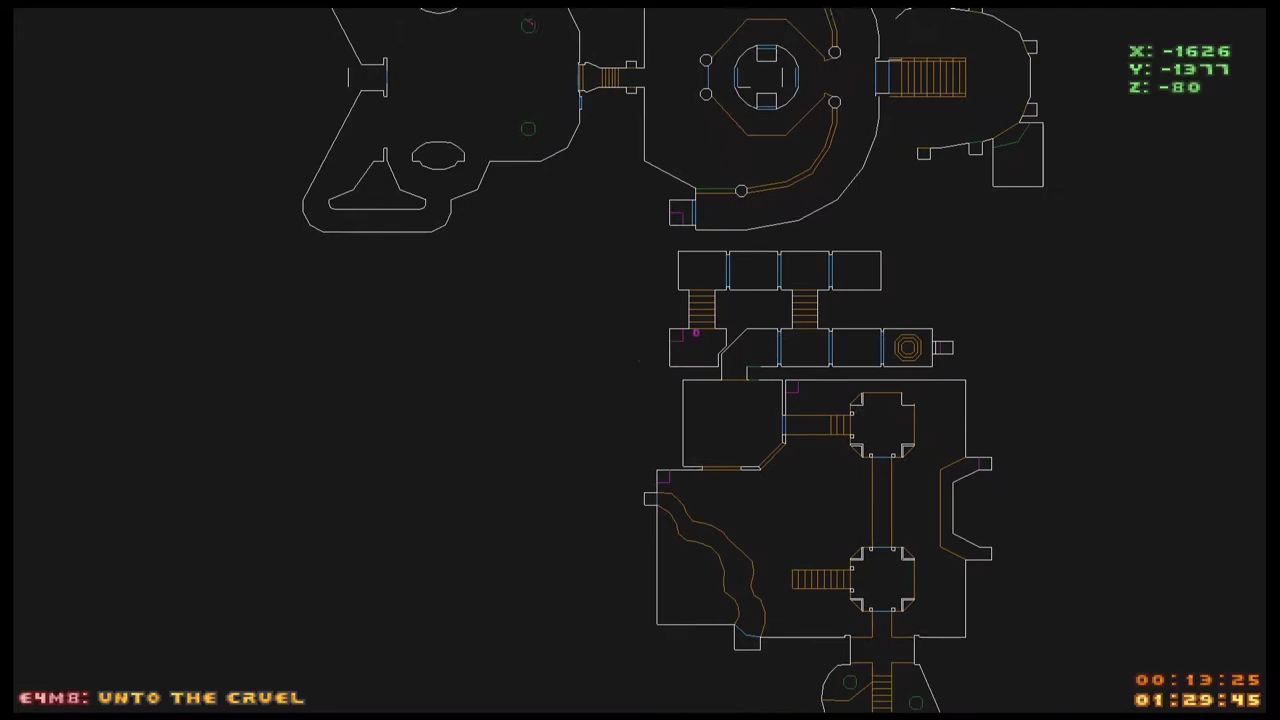 X: -1626
Y: -1377
Z: -80
E4M8: UNTO THE CRUEL
00:13:25
01:29:45